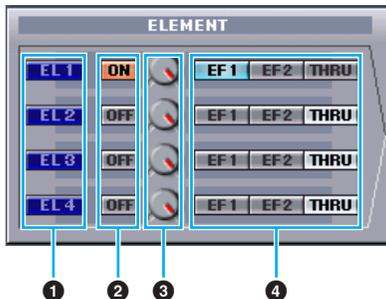 ELEMENT
EL 1 ON EF 1 EF 2 THRU
EL 2 OFF EF 1 EF 2 THRU
EL 3 OFF EF 1 EF 2 THRU
EL 4 OFF EF 1 EF 2 THRU
1 2 3 4